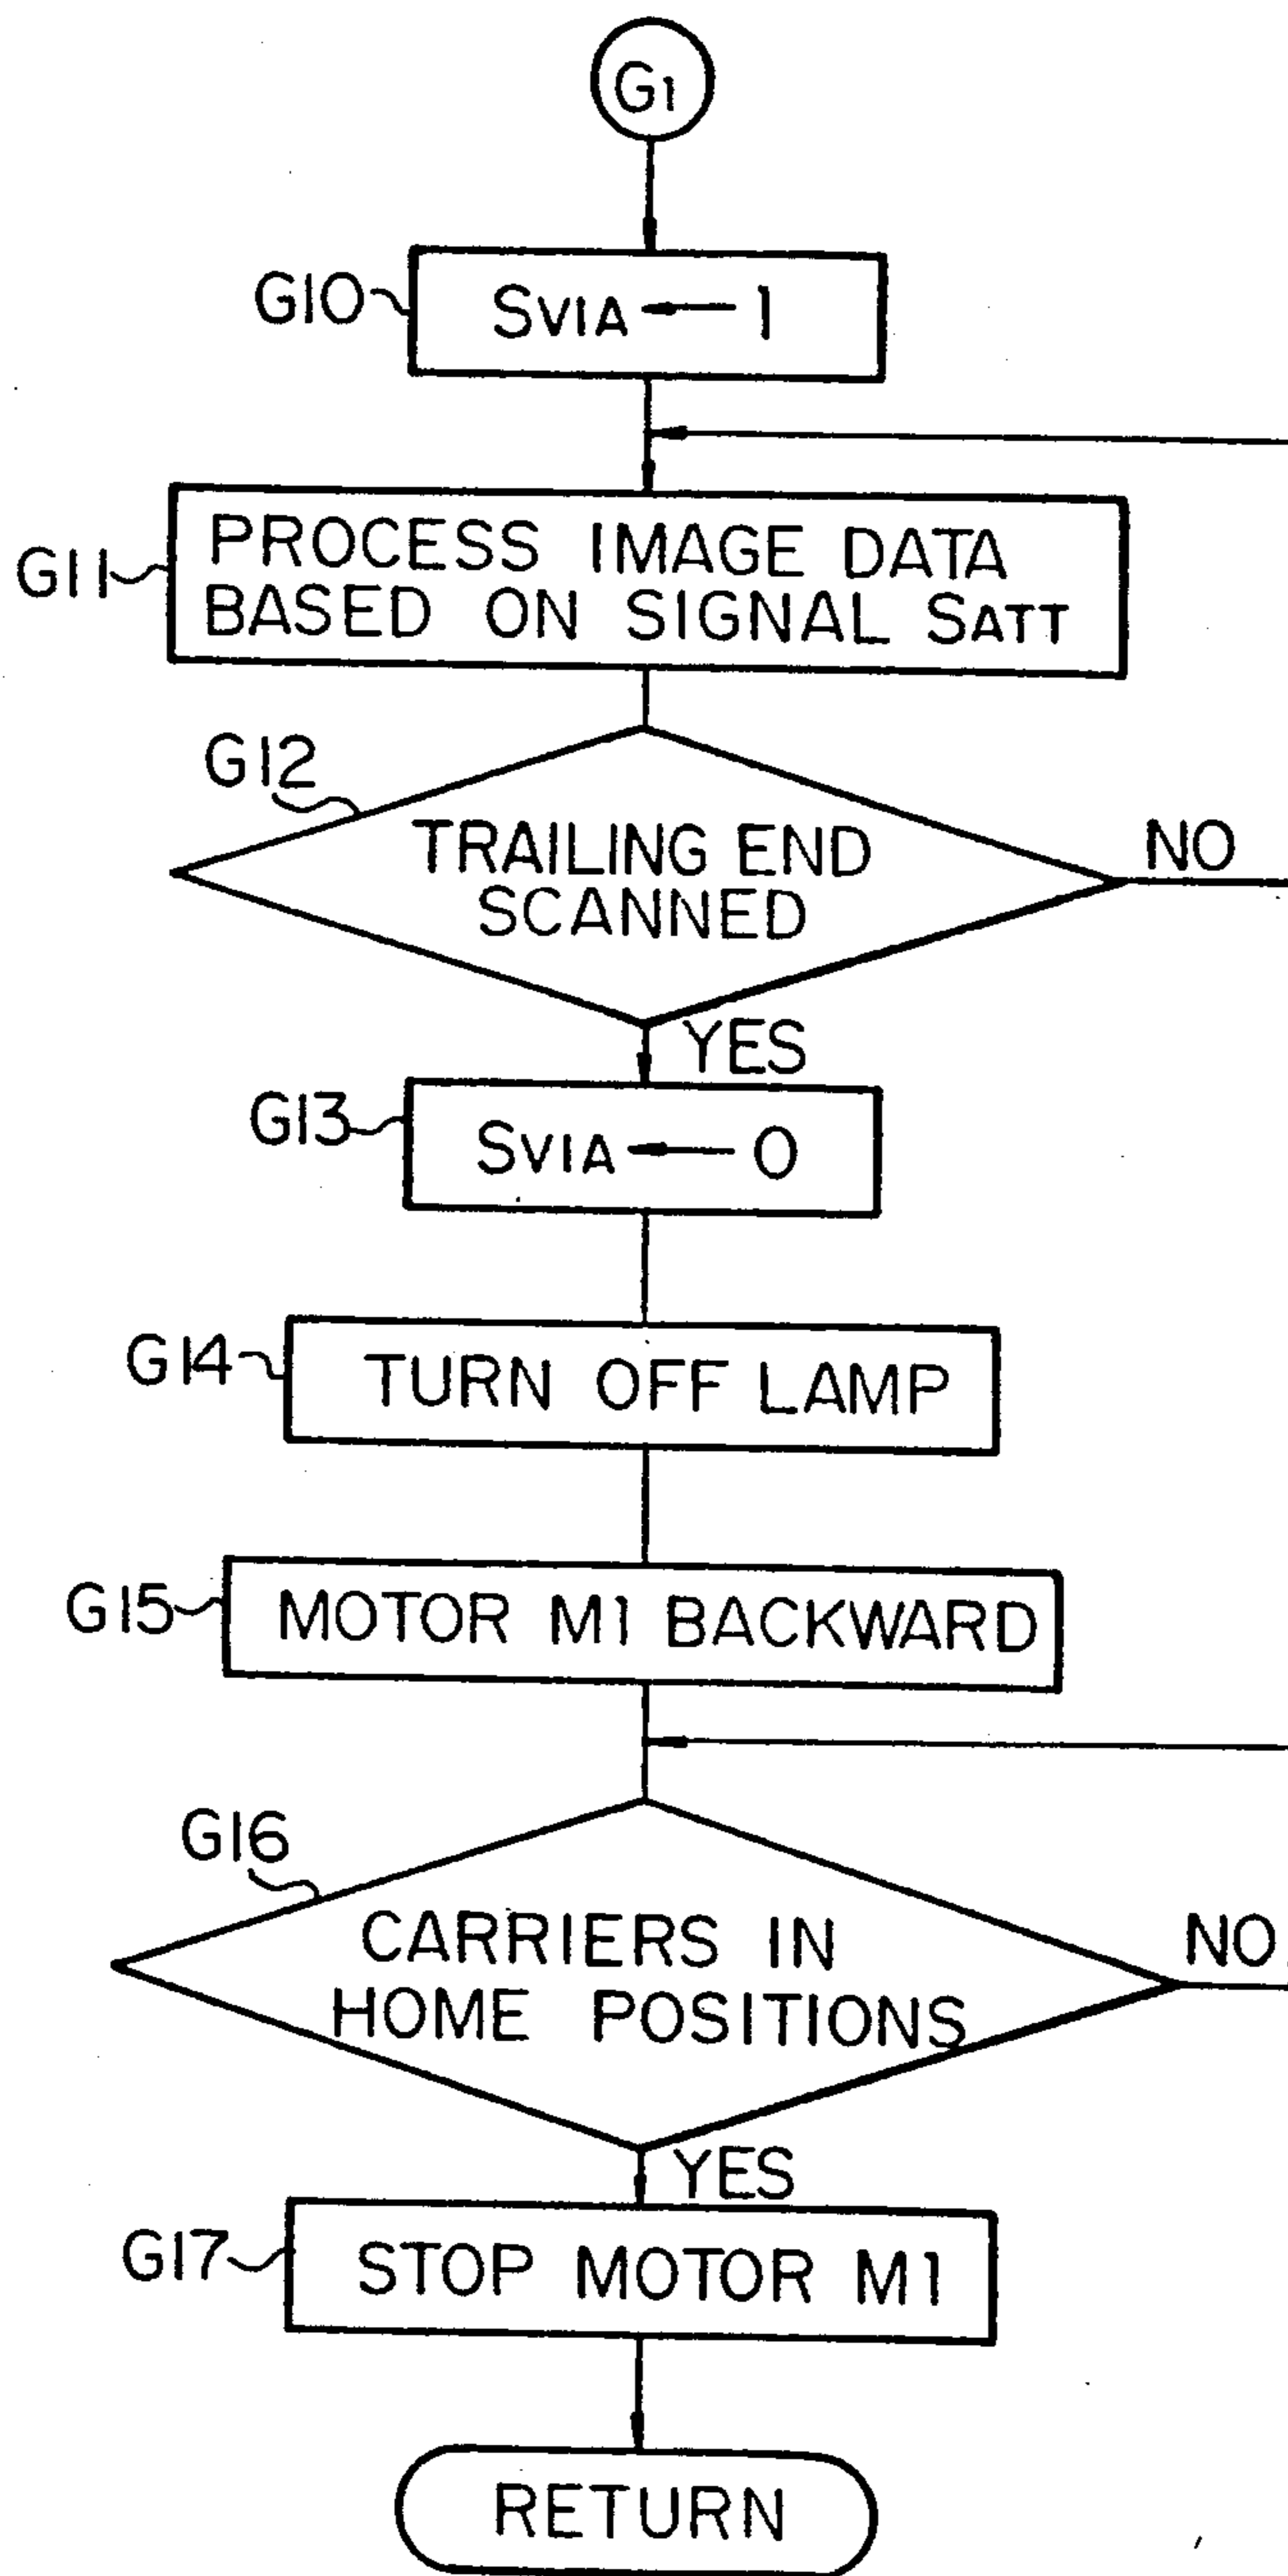 G1
G10
SVIA ← 1
G11
PROCESS IMAGE DATA
BASED ON SIGNAL SATT
G12
TRAILING END
SCANNED
NO
YES
G13
SVIA ← 0
G14
TURN OFF LAMP
G15
MOTOR M1 BACKWARD
G16
CARRIERS IN
HOME POSITIONS
NO
YES
G17
STOP MOTOR M1
RETURN